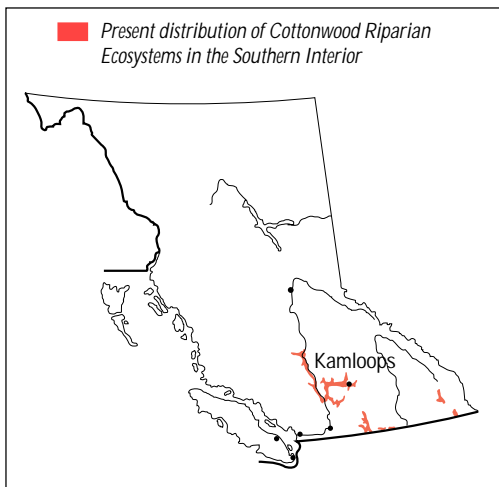 Present distribution of Cottonwood Riparian
Ecosystems in the Southern Interior
Kamloops